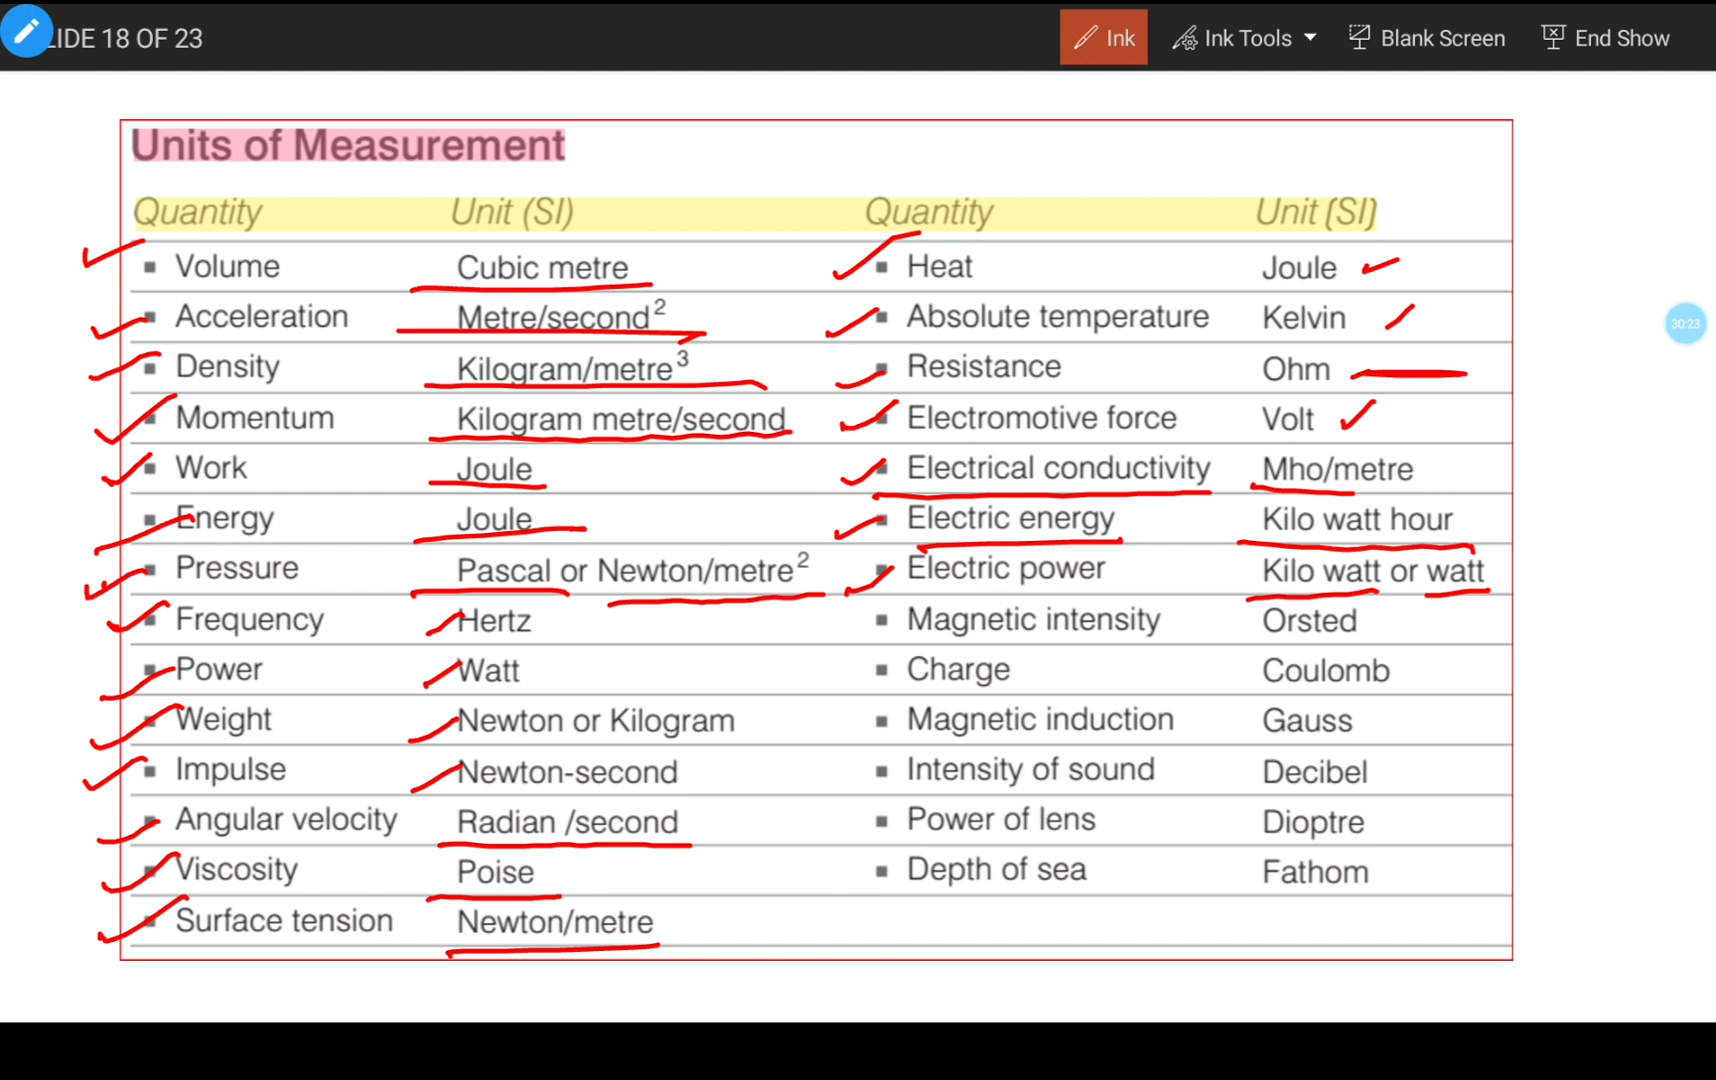 LIDE 18 OF 23 Ink Ink Tools Blank Screen End Show
Units of Measurement
Quantity Unit (SI) Quantity Unit (SI)
Volume Cubic metre Heat Joule
Acceleration Metre/second² Absolute temperature Kelvin
30:23
Density Kilogram/metre³ Resistance Ohm
Momentum Kilogram metre/second Electromotive force Volt
Work Joule Electrical conductivity Mho/metre
Energy Joule Electric energy Kilo watt hour
Pressure Pascal or Newton/metre² Electric power Kilo watt or watt
Frequency Hertz Magnetic intensity Orsted
Power Watt Charge Coulomb
Weight Newton or Kilogram Magnetic induction Gauss
Impulse Newton-second Intensity of sound Decibel
Angular velocity Radian /second Power of lens Dioptre
Viscosity Poise Depth of sea Fathom
Surface tension Newton/metre